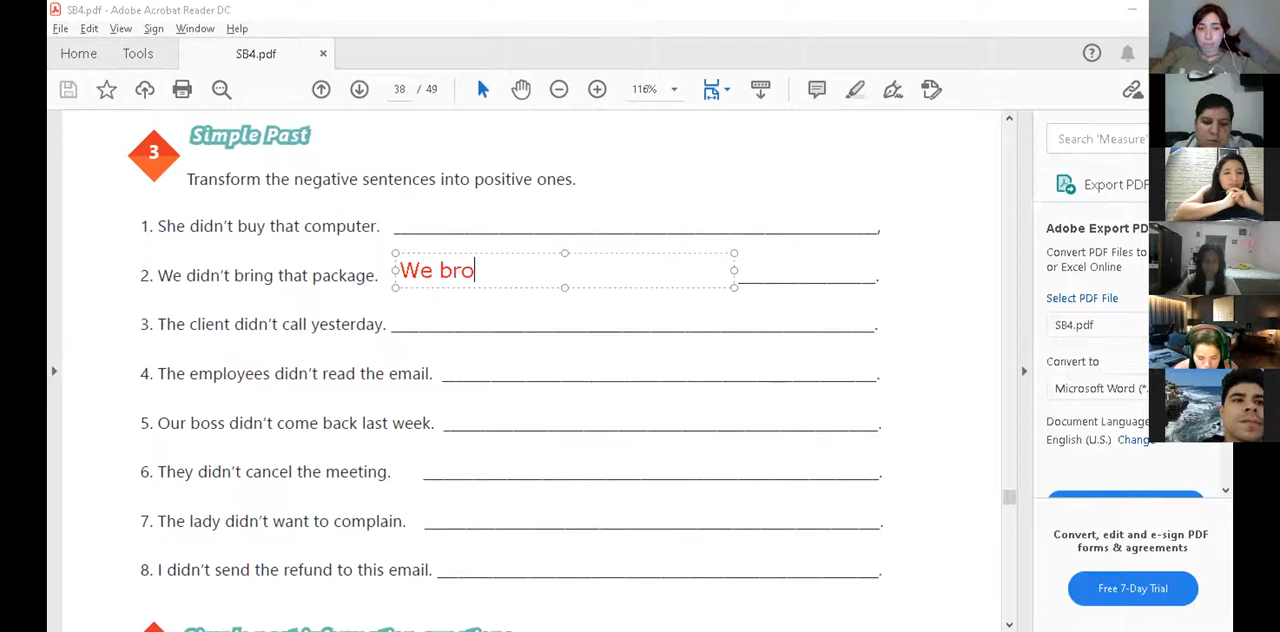 SB4.pdf - Adobe Acrobat Reader DC
File Edit View Sign Window Help
Home Tools SB4.pdf ×
38 / 49 116%
3 Simple Past
Transform the negative sentences into positive ones.
1. She didn't buy that computer. ,
2. We didn't bring that package. We bro .
3. The client didn't call yesterday. .
4. The employees didn't read the email. .
5. Our boss didn't come back last week. .
6. They didn't cancel the meeting. .
7. The lady didn't want to complain. .
8. I didn't send the refund to this email. .
Search 'Measure'
Export PDF
Adobe Export PD
Convert PDF Files to
or Excel Online
Select PDF File
SB4.pdf
Convert to
Microsoft Word (*.
Document Language
English (U.S.) Change
Convert, edit and e-sign PDF
forms & agreements
Free 7-Day Trial